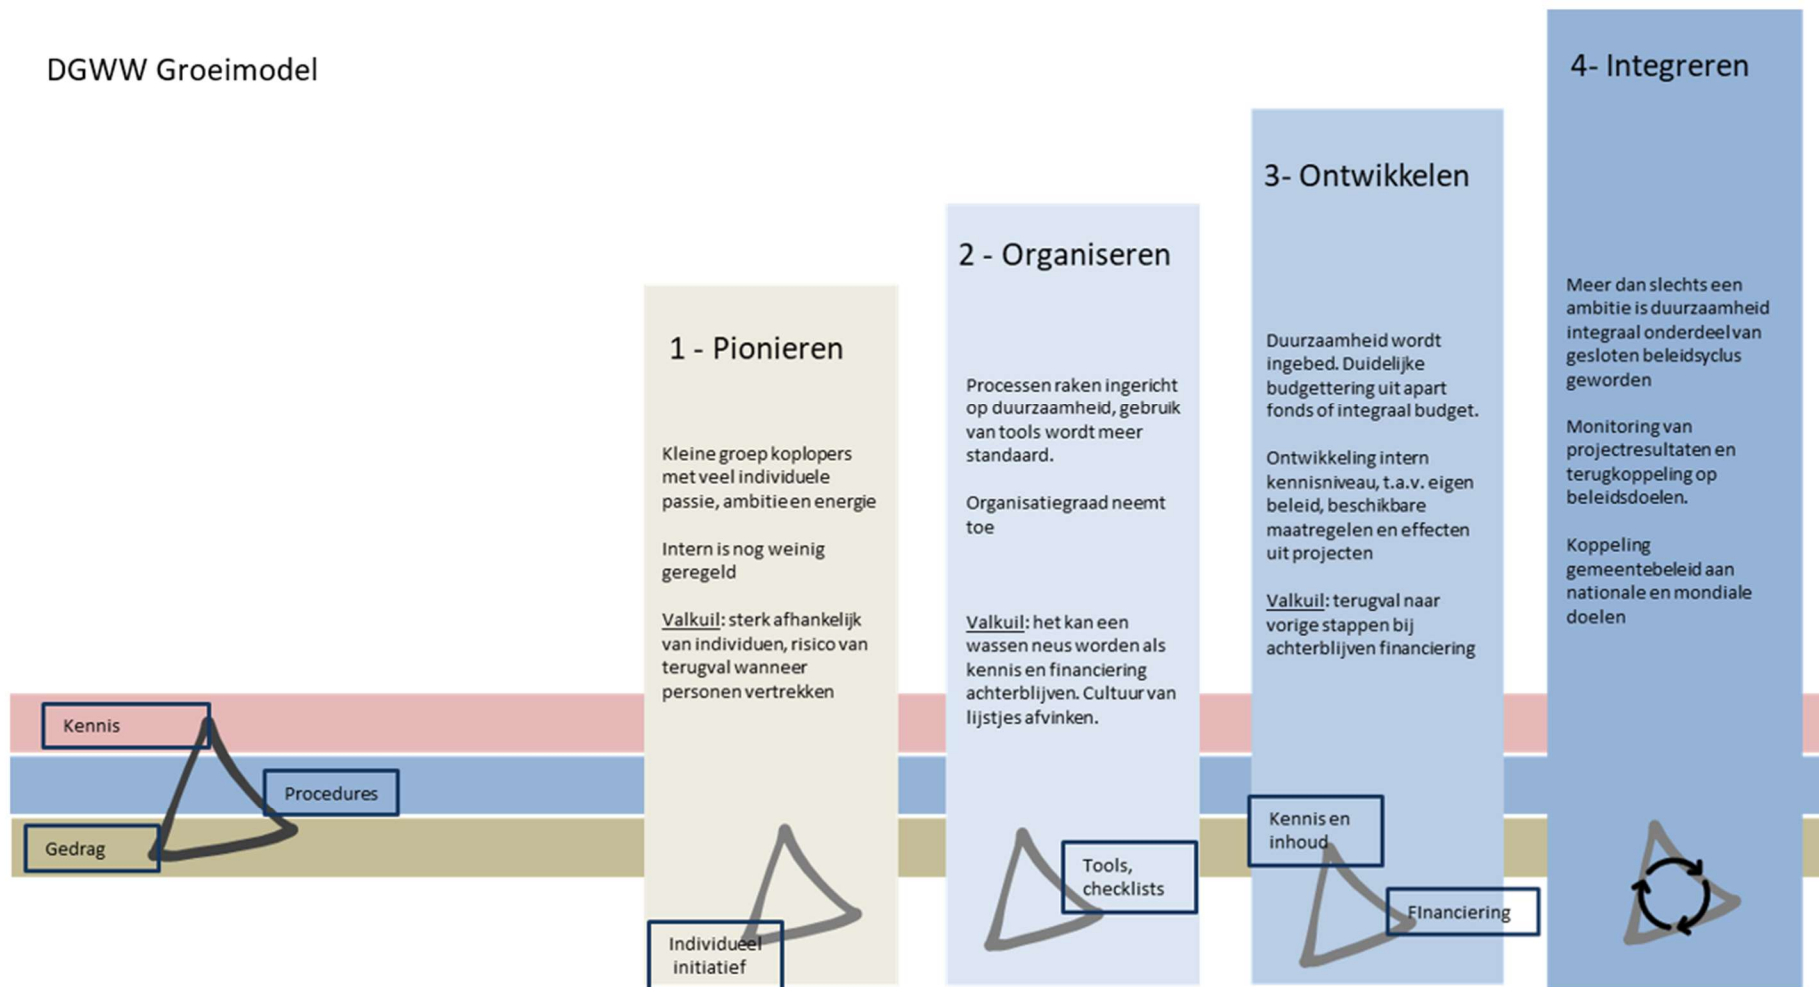 DGWW Groeimodel
1 - Pionieren
Kleine groep koplopers
met veel individuele
passie, ambitie en energie
Intern is nog weinig
geregeld
Valkuil: sterk afhankelijk
van individuen, risico van
terugval wanneer
personen vertrekken
2 - Organiseren
Processen raken ingericht
op duurzaamheid, gebruik
van tools wordt meer
standaard.
Organisatiegraad neemt
toe
Valkuil: het kan een
wassen neus worden als
kennis en financiering
achterblijven. Cultuur van
lijstjes afvinken.
3- Ontwikkelen
Duurzaamheid wordt
ingebed. Duidelijke
budgettering uit apart
fonds of integraal budget.
Ontwikkeling intern
kennisniveau, t.a.v. eigen
beleid, beschikbare
maatregelen en effecten
uit projecten
Valkuil: terugval naar
vorige stappen bij
achterblijven financiering
4- Integreren
Meer dan slechts een
ambitie is duurzaamheid
integraal onderdeel van
gesloten beleidsyclus
geworden
Monitoring van
projectresultaten en
terugkoppeling op
beleidsdoelen.
Koppeling
gemeentebeleid aan
nationale en mondiale
doelen
Kennis
Procedures
Gedrag
Individueel
initiatief
Tools,
checklists
Kennis en
inhoud
FInanciering